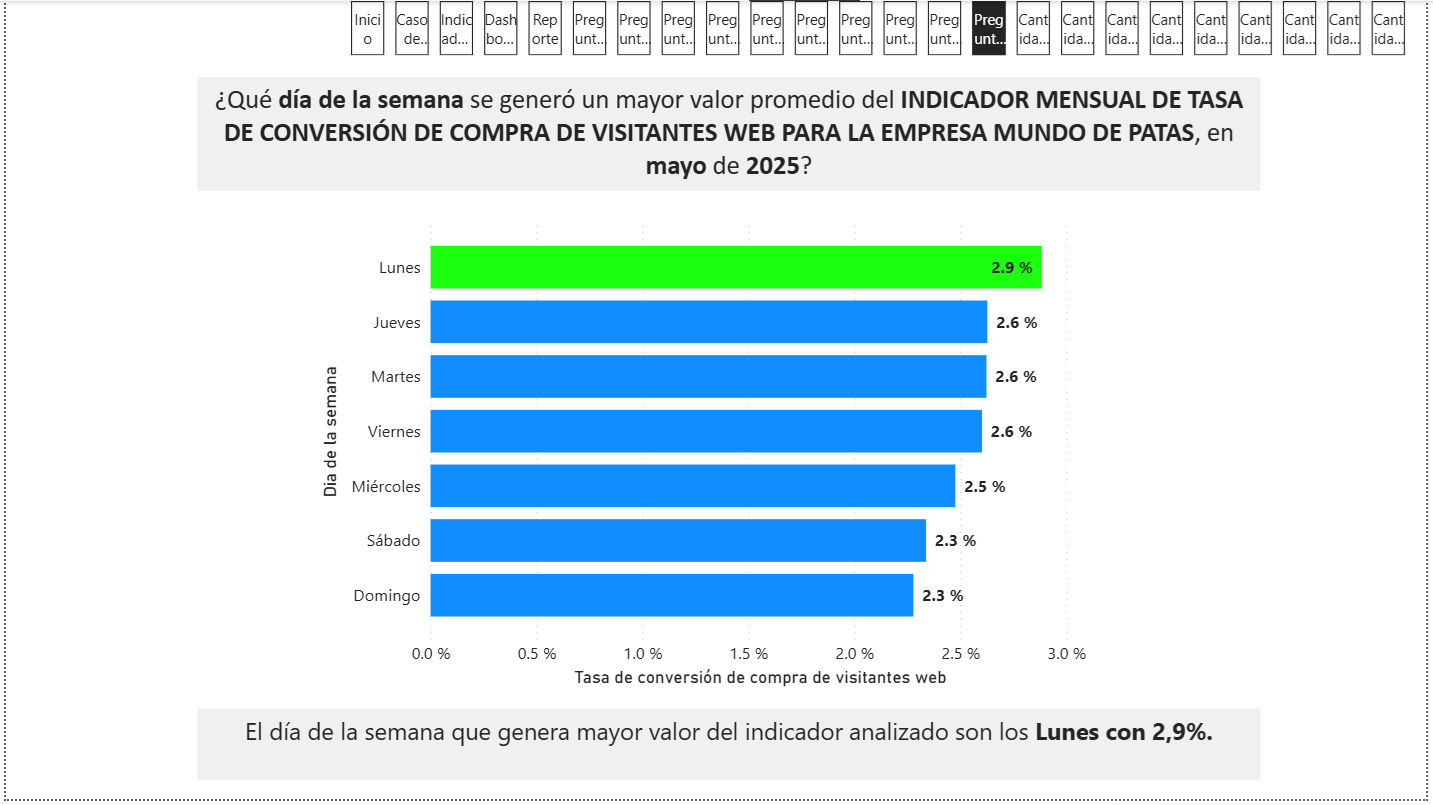 Inici
o
Caso
de...
Indic
ad...
Dash
bo...
Rep
orte
Preg
unt...
Preg
unt...
Preg
unt...
Preg
unt...
Preg
unt...
Preg
unt...
Preg
unt...
Preg
unt...
Preg
unt...
Preg
unt...
Cant
ida...
Cant
ida...
Cant
ida...
Cant
ida...
Cant
ida...
Cant
ida...
Cant
ida...
Cant
ida...
Cant
ida...
¿Qué día de la semana se generó un mayor valor promedio del INDICADOR MENSUAL DE TASA
DE CONVERSIÓN DE COMPRA DE VISITANTES WEB PARA LA EMPRESA MUNDO DE PATAS, en
mayo de 2025?
Dia de la semana
Lunes 2.9 %
Jueves 2.6 %
Martes 2.6 %
Viernes 2.6 %
Miércoles 2.5 %
Sábado 2.3 %
Domingo 2.3 %
0.0 % 0.5 % 1.0 % 1.5 % 2.0 % 2.5 % 3.0 %
Tasa de conversión de compra de visitantes web
El día de la semana que genera mayor valor del indicador analizado son los Lunes con 2,9%.